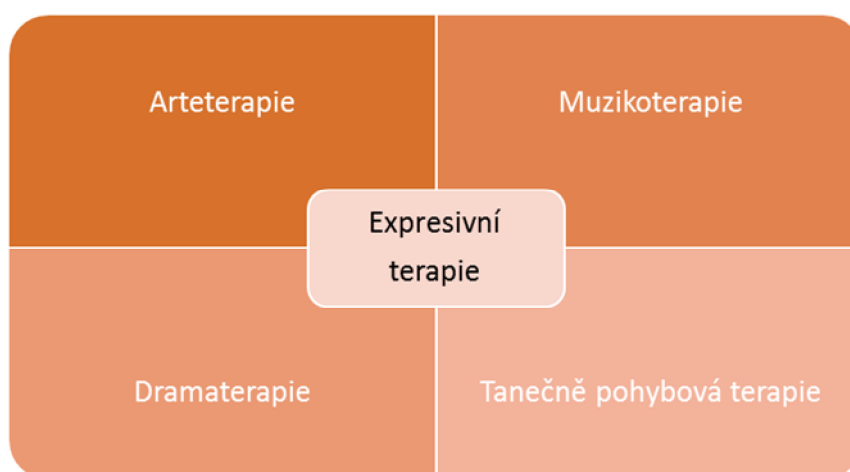 Arteterapie
Muzikoterapie
Expresivní
terapie
Dramaterapie
Tanečně pohybová terapie